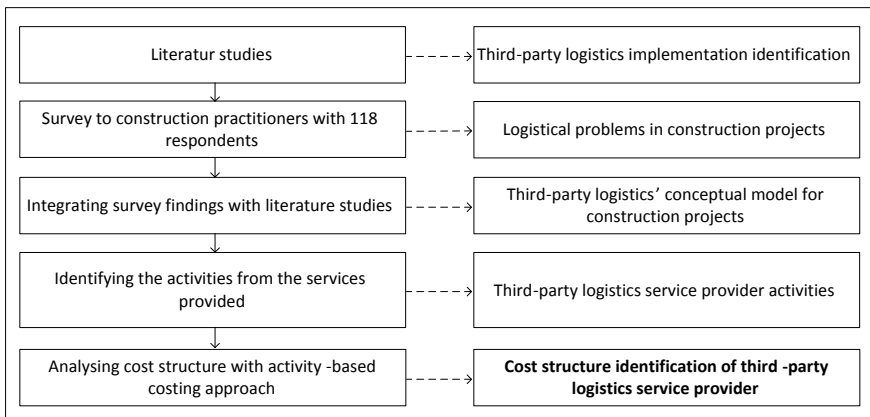 Literatur studies
Third-party logistics implementation identification
Survey to construction practitioners with 118
respondents
Logistical problems in construction projects
Integrating survey findings with literature studies
Third-party logistics’ conceptual model for
construction projects
Identifying the activities from the services
provided
Third-party logistics service provider activities
Analysing cost structure with activity -based
costing approach
Cost structure identification of third -party
logistics service provider